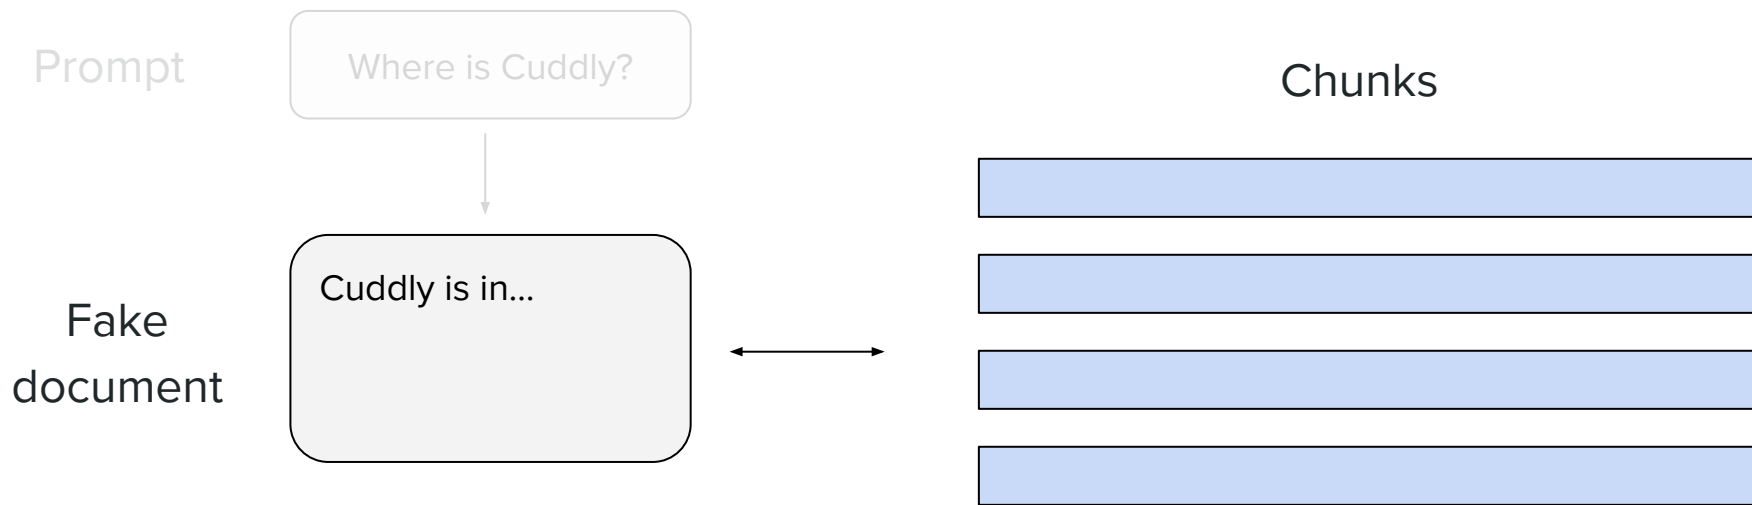 Prompt
Where is Cuddly?
Chunks
Cuddly is in...
Fake
document